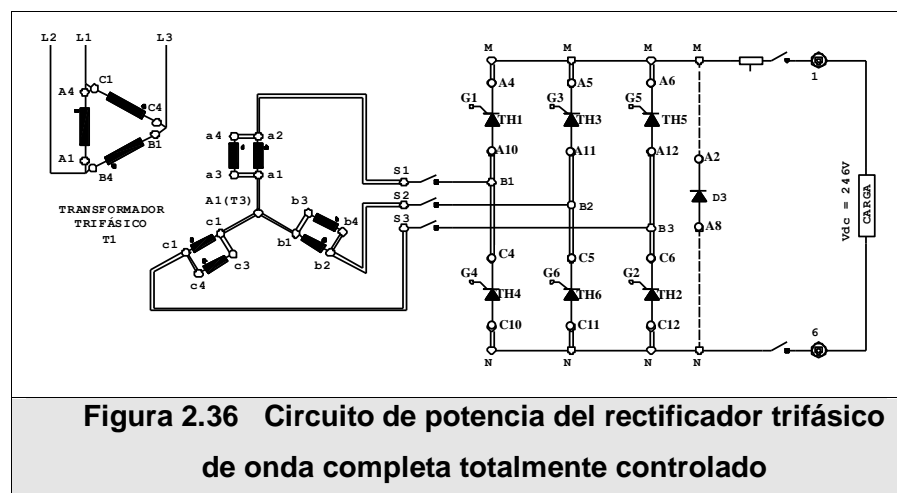 L2 L1 L3
M M M M
C1
A4
C4
B1
A1
B4
TRANSFORMADOR
TRIFÁSICO
T1
a4 a2
a3 a1
A1(T3)
b3
b4
b1
b2
c1
c1
c3
c4
S1
S2
S3
A4 A5 A6
G1 G3 G5
TH1 TH3 TH5
A10 A11 A12
B1
B2
B3
C4 C5 C6
G4 G6 G2
TH4 TH6 TH2
C10 C11 C12
N N N N
A2
D3
A8
1
6
Vdc = 246V
CARGA
Figura 2.36 Circuito de potencia del rectificador trifásico
de onda completa totalmente controlado